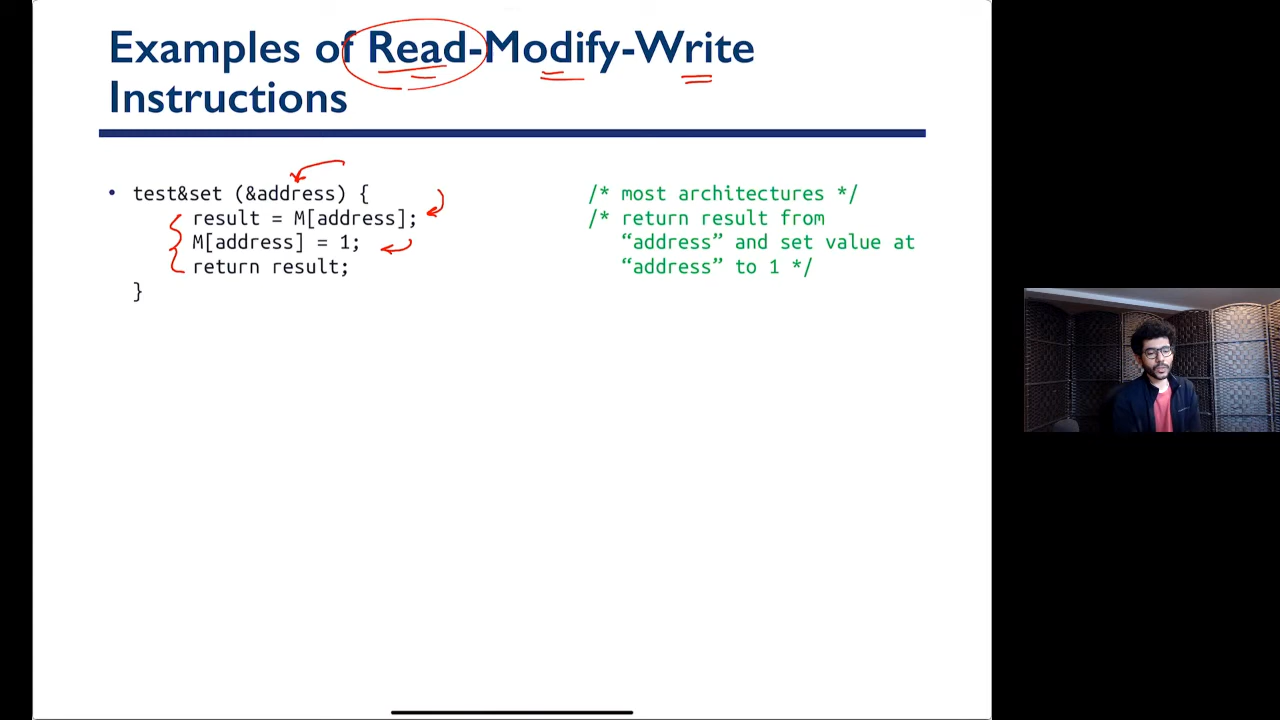 Examples of Read-Modify-Write
Instructions
• test&set (&address) { /* most architectures */
result = M[address]; /* return result from
M[address] = 1; “address” and set value at
return result; “address” to 1 */
}